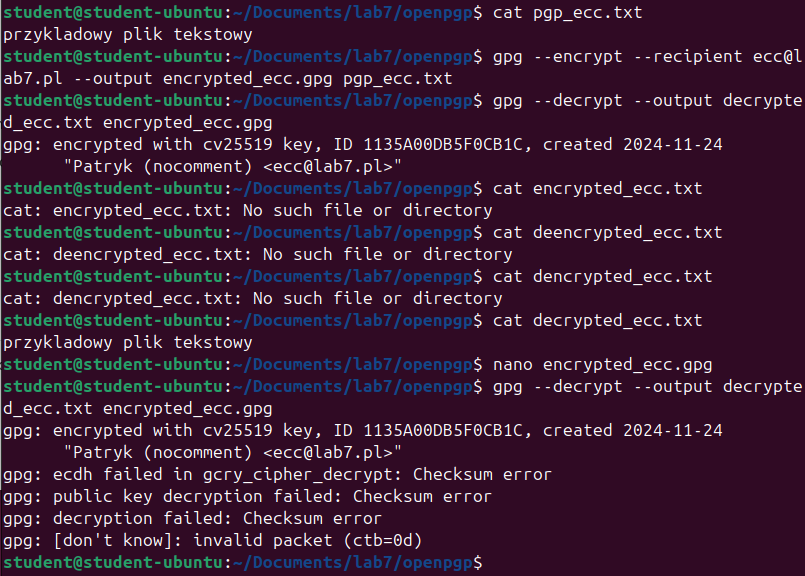 student@student-ubuntu:~/Documents/lab7/openpgp$ cat pgp_ecc.txt
przykladowy plik tekstowy
student@student-ubuntu:~/Documents/lab7/openpgp$ gpg --encrypt --recipient ecc@l
ab7.pl --output encrypted_ecc.gpg pgp_ecc.txt
student@student-ubuntu:~/Documents/lab7/openpgp$ gpg --decrypt --output decrypte
d_ecc.txt encrypted_ecc.gpg
gpg: encrypted with cv25519 key, ID 1135A00DB5F0CB1C, created 2024-11-24
      "Patryk (nocomment) <ecc@lab7.pl>"
student@student-ubuntu:~/Documents/lab7/openpgp$ cat encrypted_ecc.txt
cat: encrypted_ecc.txt: No such file or directory
student@student-ubuntu:~/Documents/lab7/openpgp$ cat deencrypted_ecc.txt
cat: deencrypted_ecc.txt: No such file or directory
student@student-ubuntu:~/Documents/lab7/openpgp$ cat dencrypted_ecc.txt
cat: dencrypted_ecc.txt: No such file or directory
student@student-ubuntu:~/Documents/lab7/openpgp$ cat decrypted_ecc.txt
przykladowy plik tekstowy
student@student-ubuntu:~/Documents/lab7/openpgp$ nano encrypted_ecc.gpg
student@student-ubuntu:~/Documents/lab7/openpgp$ gpg --decrypt --output decrypte
d_ecc.txt encrypted_ecc.gpg
gpg: encrypted with cv25519 key, ID 1135A00DB5F0CB1C, created 2024-11-24
      "Patryk (nocomment) <ecc@lab7.pl>"
gpg: ecdh failed in gcry_cipher_decrypt: Checksum error
gpg: public key decryption failed: Checksum error
gpg: decryption failed: Checksum error
gpg: [don't know]: invalid packet (ctb=0d)
student@student-ubuntu:~/Documents/lab7/openpgp$